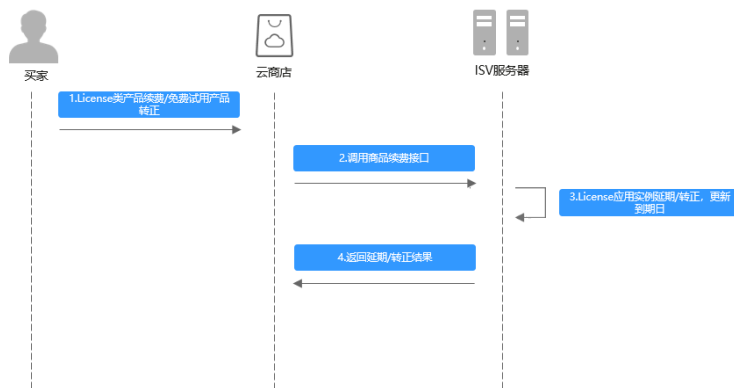 买家
云商店
ISV服务器
1.License类产品续费/免费试用产品
转正
2.调用商品续费接口
3.License应用实例延期/转正，更新
到期日
4.返回延期/转正结果